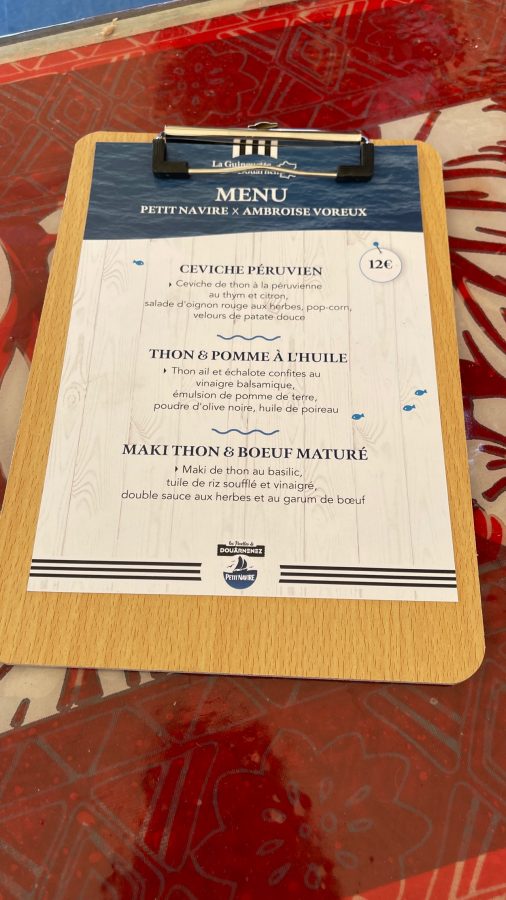 La Guinguette
Douarnenez
MENU
PETIT NAVIRE x AMBROISE VOREUX
12€
CEVICHE PÉRUVIEN
Ceviche de thon à la péruvienne
au thym et citron,
salade d'oignon rouge aux herbes, pop-corn,
velours de patate douce
THON & POMME À L'HUILE
Thon ail et échalote confites au
vinaigre balsamique,
émulsion de pomme de terre,
poudre d'olive noire, huile de poireau
MAKI THON & BOEUF MATURÉ
Maki de thon au basilic,
tuile de riz soufflé et vinaigré,
double sauce aux herbes et au garum de bœuf
DOUARNENEZ
PETIT NAVIRE